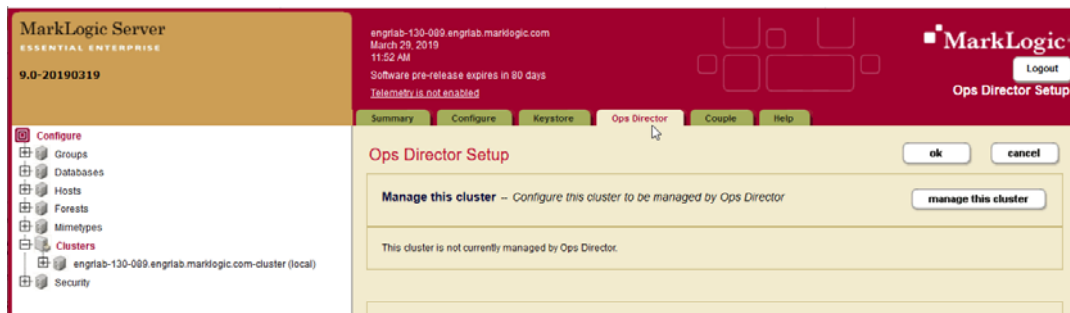 MarkLogic Server
ESSENTIAL ENTERPRISE
9.0-20190319
engrlab-130-089.engrlab.marklogic.com
March 29, 2019
11:52 AM
Software pre-release expires in 80 days
Telemetry is not enabled
MarkLogic
Logout
Ops Director Setup
Summary Configure Keystore Ops Director Couple Help
Configure
Groups
Databases
Hosts
Forests
Mimetypes
Clusters
engrlab-130-089.engrlab.marklogic.com-cluster (local)
Security
Ops Director Setup
ok cancel
Manage this cluster -- Configure this cluster to be managed by Ops Director
manage this cluster
This cluster is not currently managed by Ops Director.